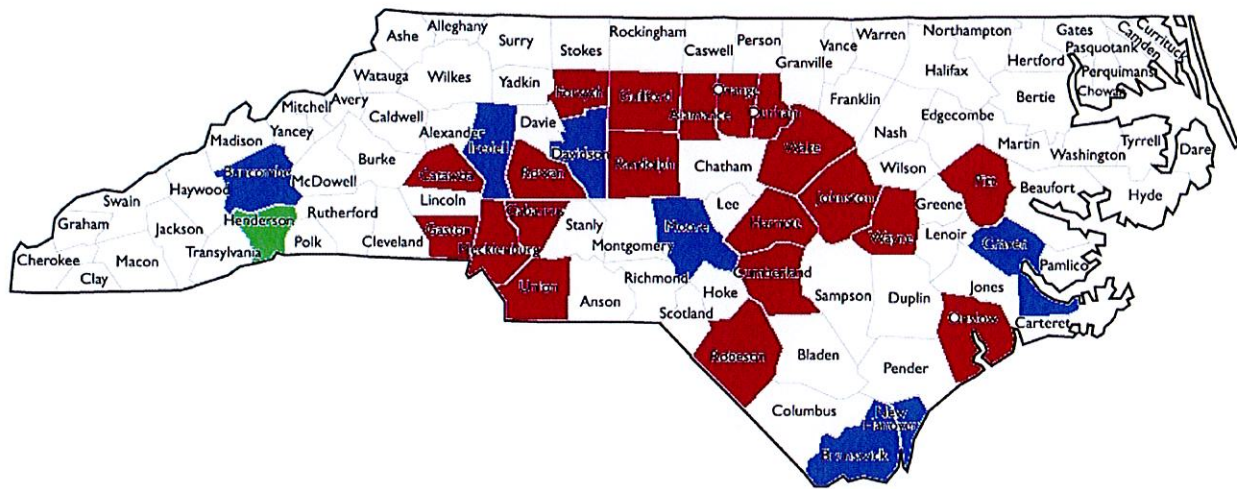 Ashe
Alleghany
Surry
Stokes
Rockingham
Caswell
Person
Granville
Vance
Warren
Northampton
Gates
Hertford
Pasquotank
Camden
Currituck
Perquimans
Chowan
Watauga
Wilkes
Yadkin
Forsyth
Guilford
Alamance
Orange
Durham
Franklin
Halifax
Bertie
Mitchell
Avery
Caldwell
Alexander
Iredell
Davie
Davidson
Randolph
Chatham
Wake
Nash
Edgecombe
Martin
Washington
Tyrrell
Dare
Madison
Yancey
Burke
Catawba
Rowan
Wilson
Pitt
Beaufort
Hyde
Swain
Haywood
Buncombe
McDowell
Lincoln
Cabarrus
Lee
Johnston
Greene
Graham
Jackson
Henderson
Rutherford
Gaston
Stanly
Montgomery
Moore
Harnett
Wayne
Lenoir
Craven
Pamlico
Cherokee
Clay
Macon
Transylvania
Polk
Cleveland
Mecklenburg
Union
Anson
Richmond
Scotland
Hoke
Cumberland
Sampson
Duplin
Jones
Onslow
Carteret
Robeson
Bladen
Pender
Columbus
New
Hanover
Brunswick